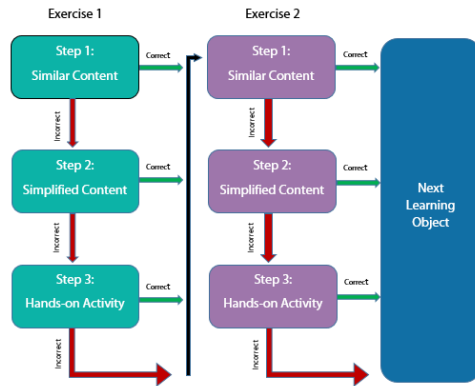 Exercise 1
Exercise 2
Step 1:
Similar Content
Correct
Incorrect
Step 2:
Simplified Content
Correct
Incorrect
Step 3:
Hands-on Activity
Correct
Incorrect
Step 1:
Similar Content
Correct
Incorrect
Step 2:
Simplified Content
Correct
Incorrect
Step 3:
Hands-on Activity
Correct
Incorrect
Next
Learning
Object